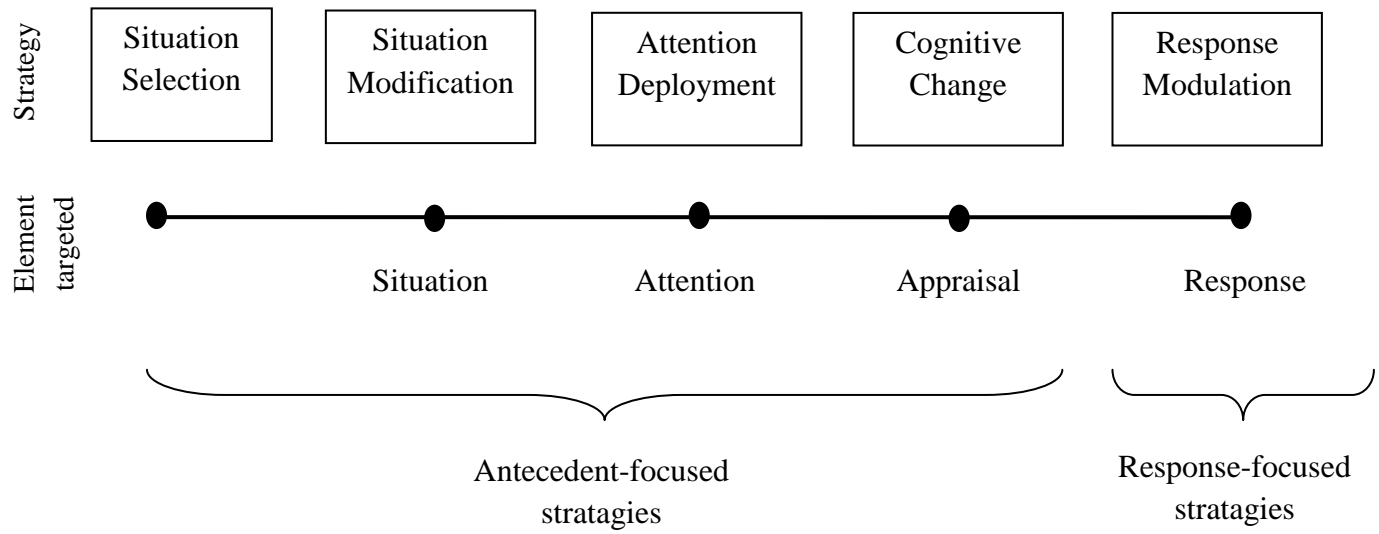 Strategy
Situation
Selection
Situation
Modification
Attention
Deployment
Cognitive
Change
Response
Modulation
Element
targeted
Situation
Attention
Appraisal
Response
Antecedent-focused
stratagies
Response-focused
stratagies